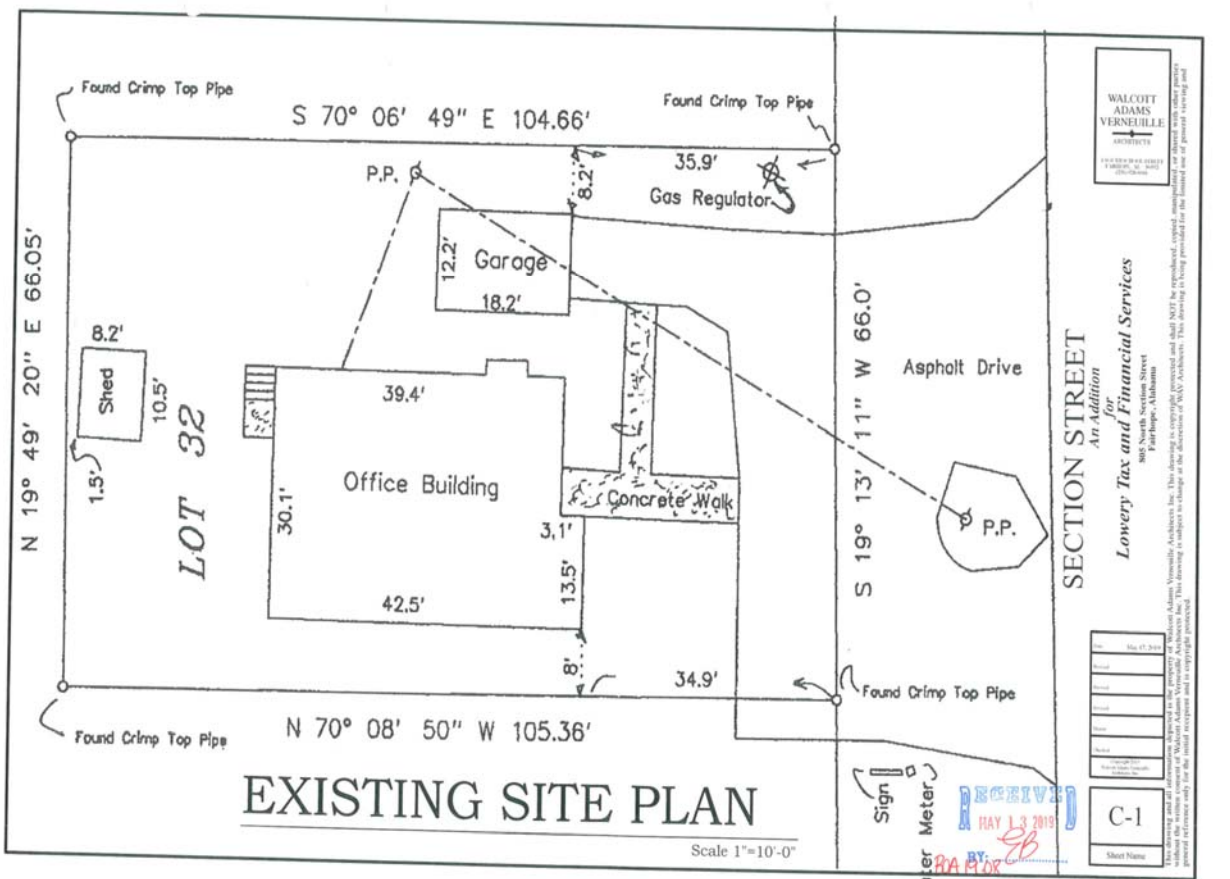 Found Crimp Top Pipe
S 70° 06' 49" E 104.66'
Found Crimp Top Pipe
P.P.
8.2'
35.9'
Gas Regulator
12.2'
Garage
18.2'
N 19° 49' 20" E 66.05'
8.2'
Shed
10.5'
1.5'
LOT 32
39.4'
Office Building
30.1'
42.5'
Concrete Walk
3.1'
13.5'
8'
34.9'
S 19° 13' 11" W 66.0'
Asphalt Drive
P.P.
Found Crimp Top Pipe
Found Crimp Top Pipe
N 70° 08' 50" W 105.36'
EXISTING SITE PLAN
Scale 1"=10'-0"
Sign
Meter
RECEIVED
MAY 13 2019
BY:
BOA 19.08
SECTION STREET
WALCOTT
ADAMS
VERNEUILLE
ARCHITECTS
An Addition
for
Lowery Tax and Financial Services
805 North Section Street
Fairhope, Alabama
C-1
Sheet Name